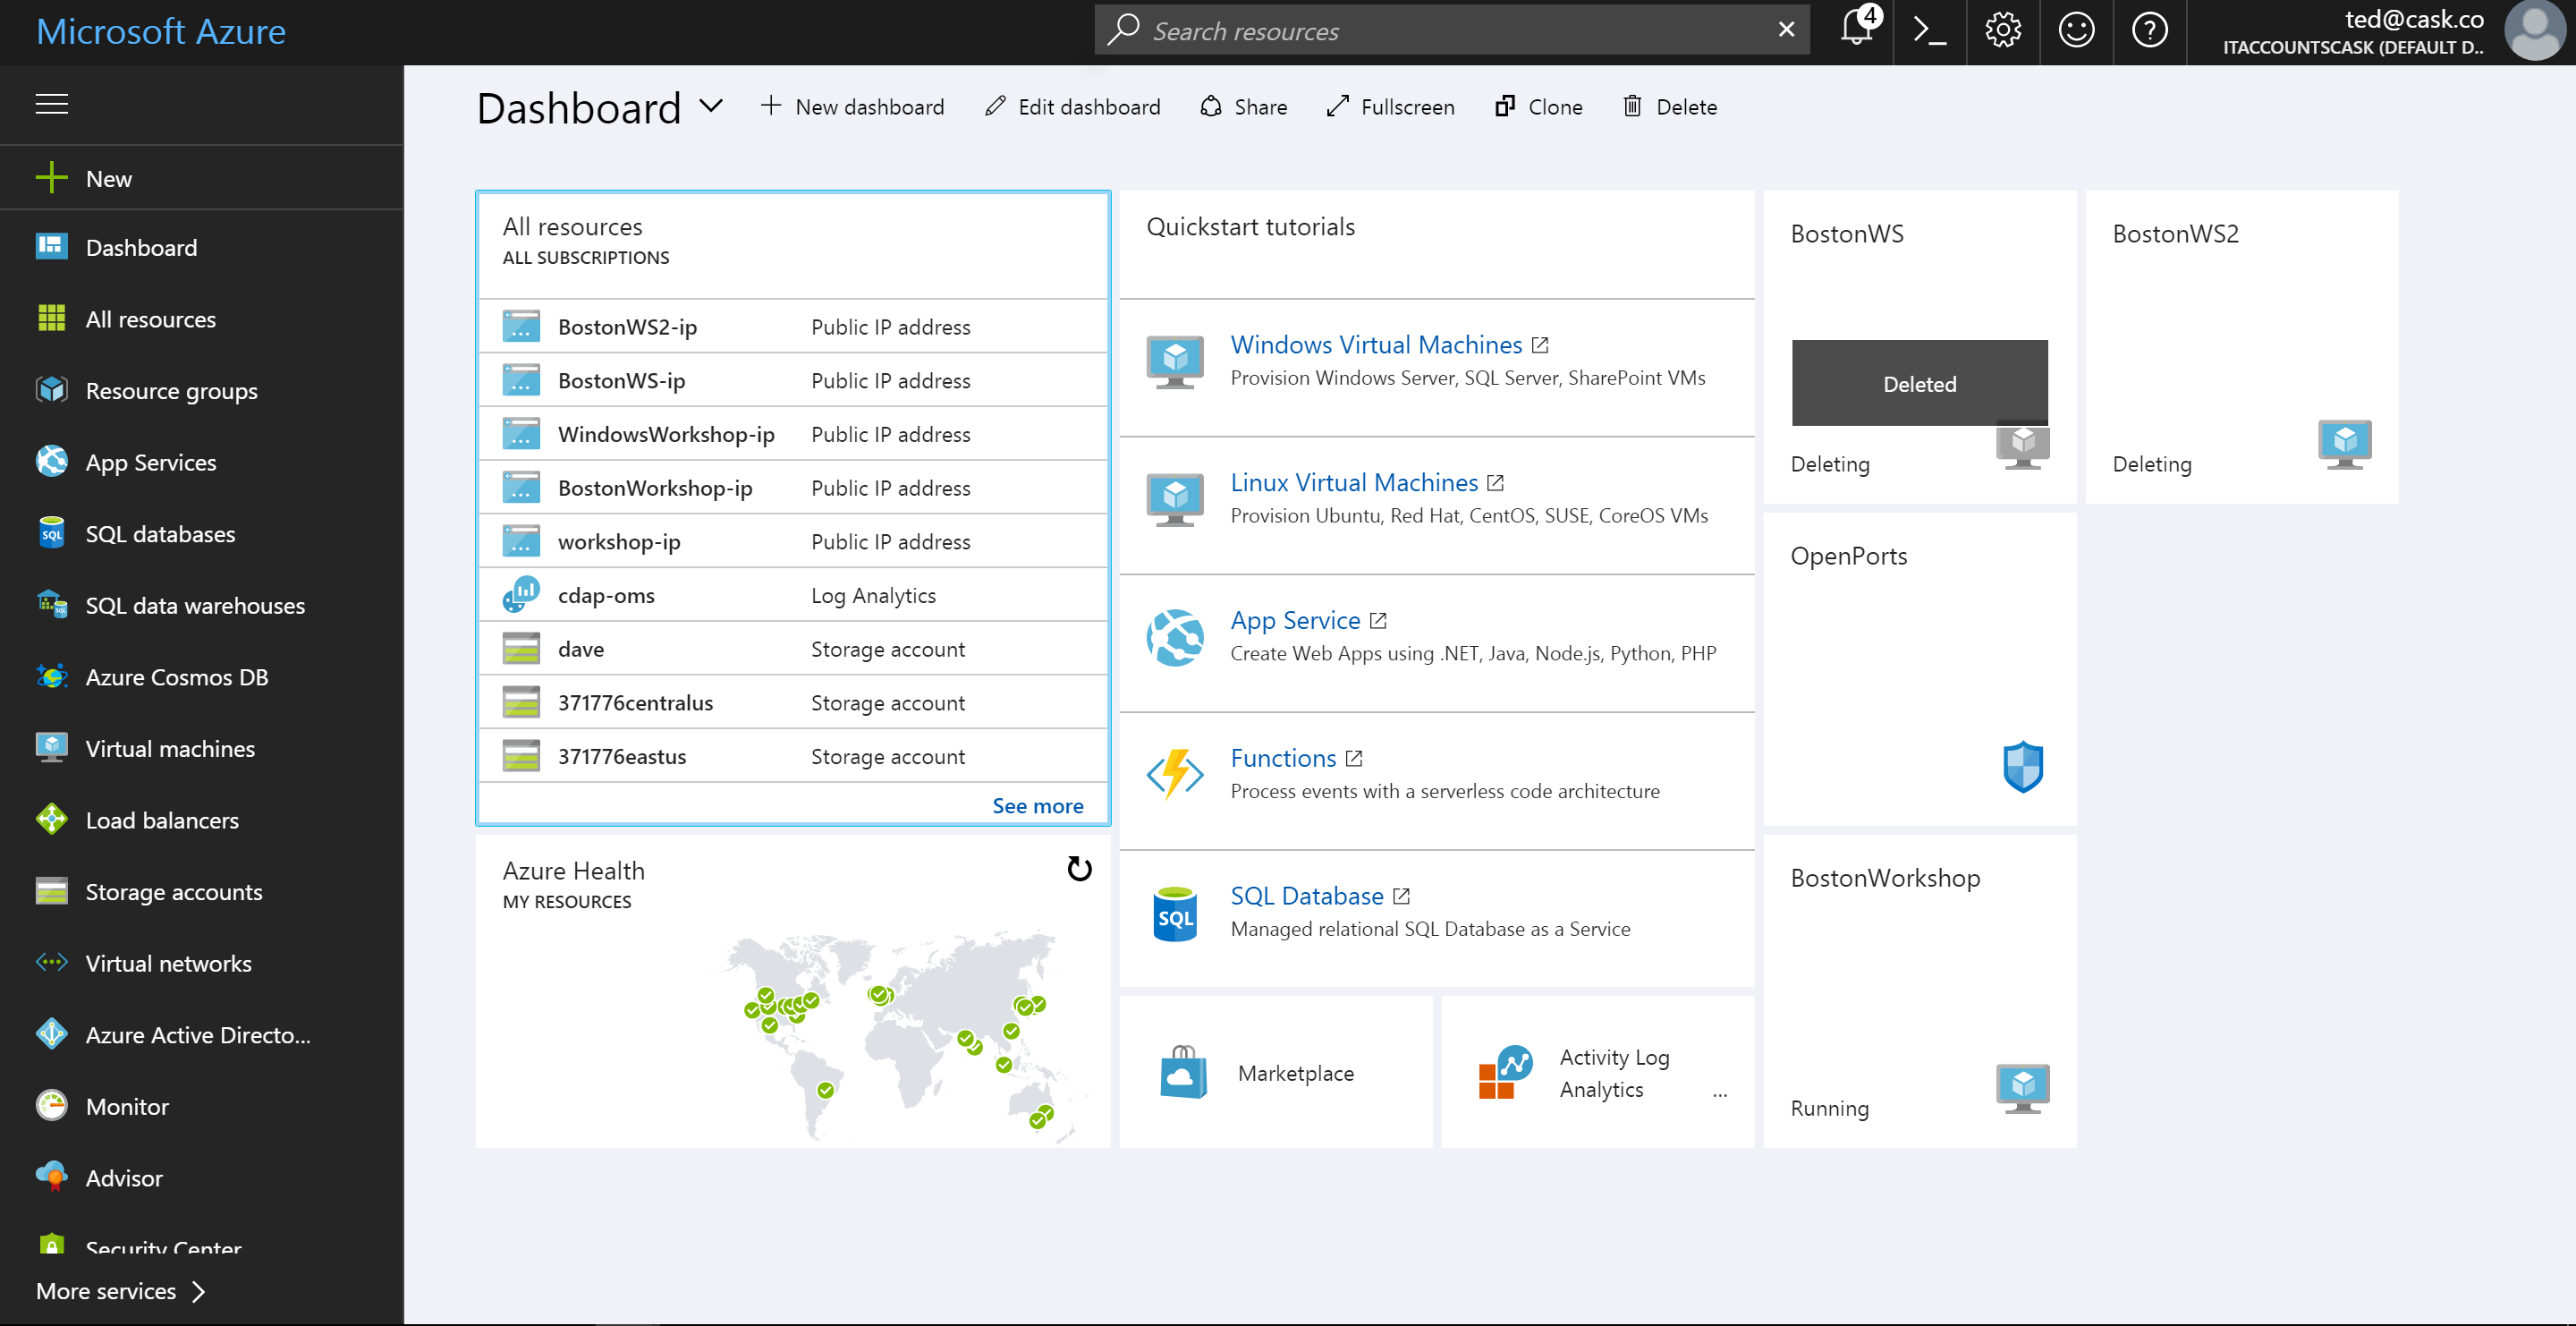 Microsoft Azure
Search resources
4
ted@cask.co
ITACCOUNTSCASK (DEFAULT D..
New
Dashboard
All resources
Resource groups
App Services
SQL databases
SQL data warehouses
Azure Cosmos DB
Virtual machines
Load balancers
Storage accounts
Virtual networks
Azure Active Directo...
Monitor
Advisor
Security Center
More services
Dashboard
New dashboard
Edit dashboard
Share
Fullscreen
Clone
Delete
All resources
ALL SUBSCRIPTIONS
BostonWS2-ip Public IP address
BostonWS-ip Public IP address
WindowsWorkshop-ip Public IP address
BostonWorkshop-ip Public IP address
workshop-ip Public IP address
cdap-oms Log Analytics
dave Storage account
371776centralus Storage account
371776eastus Storage account
See more
Azure Health
MY RESOURCES
Quickstart tutorials
Windows Virtual Machines
Provision Windows Server, SQL Server, SharePoint VMs
Linux Virtual Machines
Provision Ubuntu, Red Hat, CentOS, SUSE, CoreOS VMs
App Service
Create Web Apps using .NET, Java, Node.js, Python, PHP
Functions
Process events with a serverless code architecture
SQL
SQL Database
Managed relational SQL Database as a Service
Marketplace
Activity Log
Analytics
...
BostonWS
Deleted
Deleting
BostonWS2
Deleting
OpenPorts
BostonWorkshop
Running